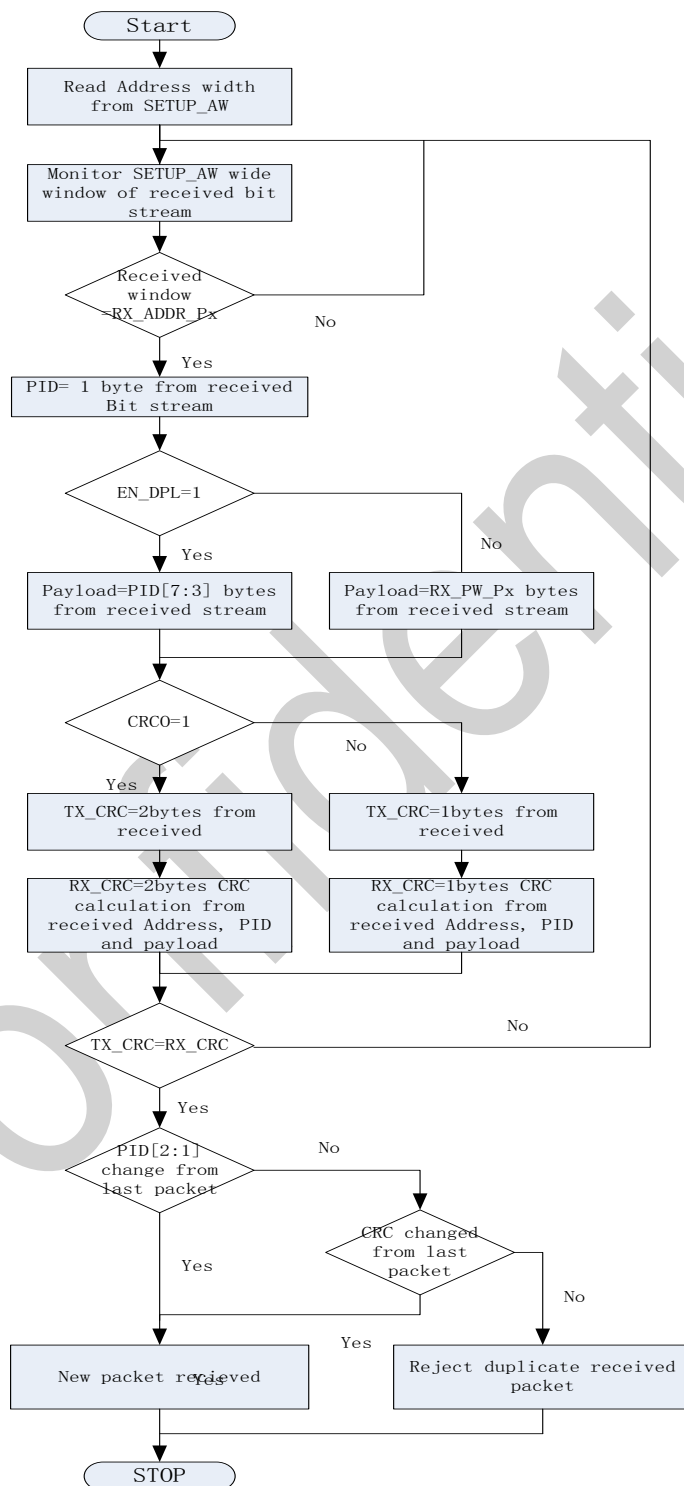 Start
Read Address width
from SETUP_AW
Monitor SETUP_AW wide
window of received bit
stream
Received
window
=RX_ADDR_Px
No
Yes
PID= 1 byte from received
Bit stream
EN_DPL=1
No
Yes
Payload=PID[7:3] bytes
from received stream
Payload=RX_PW_Px bytes
from received stream
CRCO=1
No
Yes
TX_CRC=2bytes from
received
TX_CRC=1bytes from
received
RX_CRC=2bytes CRC
calculation from
received Address, PID
and payload
RX_CRC=1bytes CRC
calculation from
received Address, PID
and payload
TX_CRC=RX_CRC
No
Yes
PID[2:1]
change from
last packet
No
CRC changed
from last
packet
Yes
No
Yes
New packet recieved
Yes
Reject duplicate received
packet
STOP
onfidenti